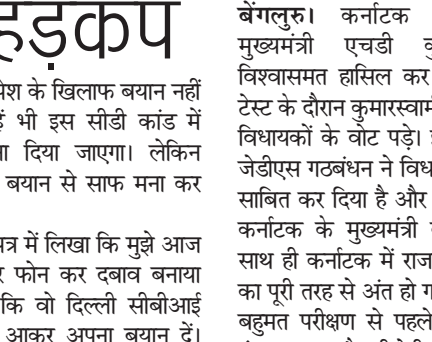 हड़कंप
के खिलाफ बयान नहीं
भी इस सीडी कांड में
दिया जाएगा। लेकिन
बयान से साफ मना कर
में लिखा कि मुझे आज
फोन कर दबाव बनाया
कि वो दिल्ली सीबीआई
आकर अपना बयान दें।
बेंगलुरु। कर्नाटक
मुख्यमंत्री एचडी
विश्वासमत हासिल कर
टेस्ट के दौरान
विधायकों के वोट पड़े।
जेडीएस गठबंधन ने
साबित कर दिया है और
कर्नाटक के मुख्यमंत्री
साथ ही कर्नाटक में
का पूरी तरह से अंत हो
बहुमत परीक्षण से पहले